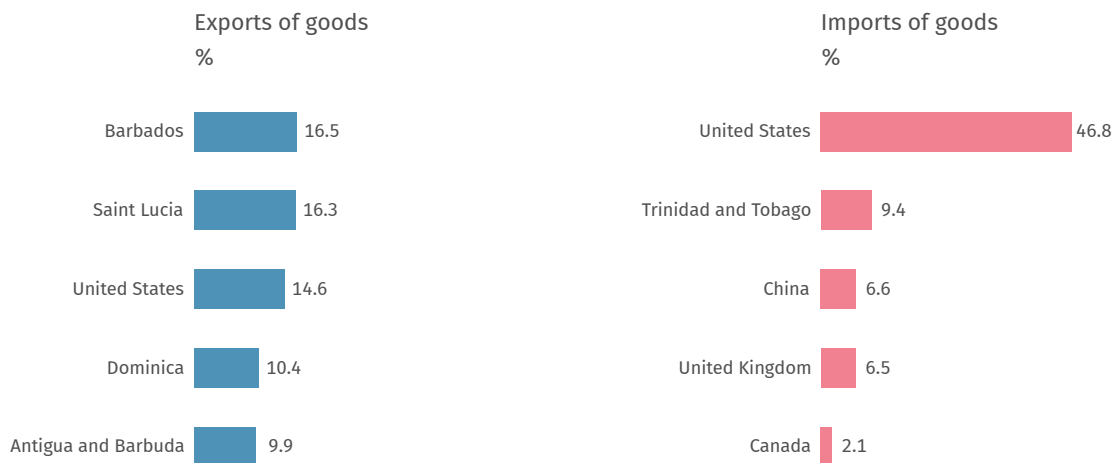 Exports of goods
%
Barbados 16.5
Saint Lucia 16.3
United States 14.6
Dominica 10.4
Antigua and Barbuda 9.9
Imports of goods
%
United States 46.8
Trinidad and Tobago 9.4
China 6.6
United Kingdom 6.5
Canada 2.1